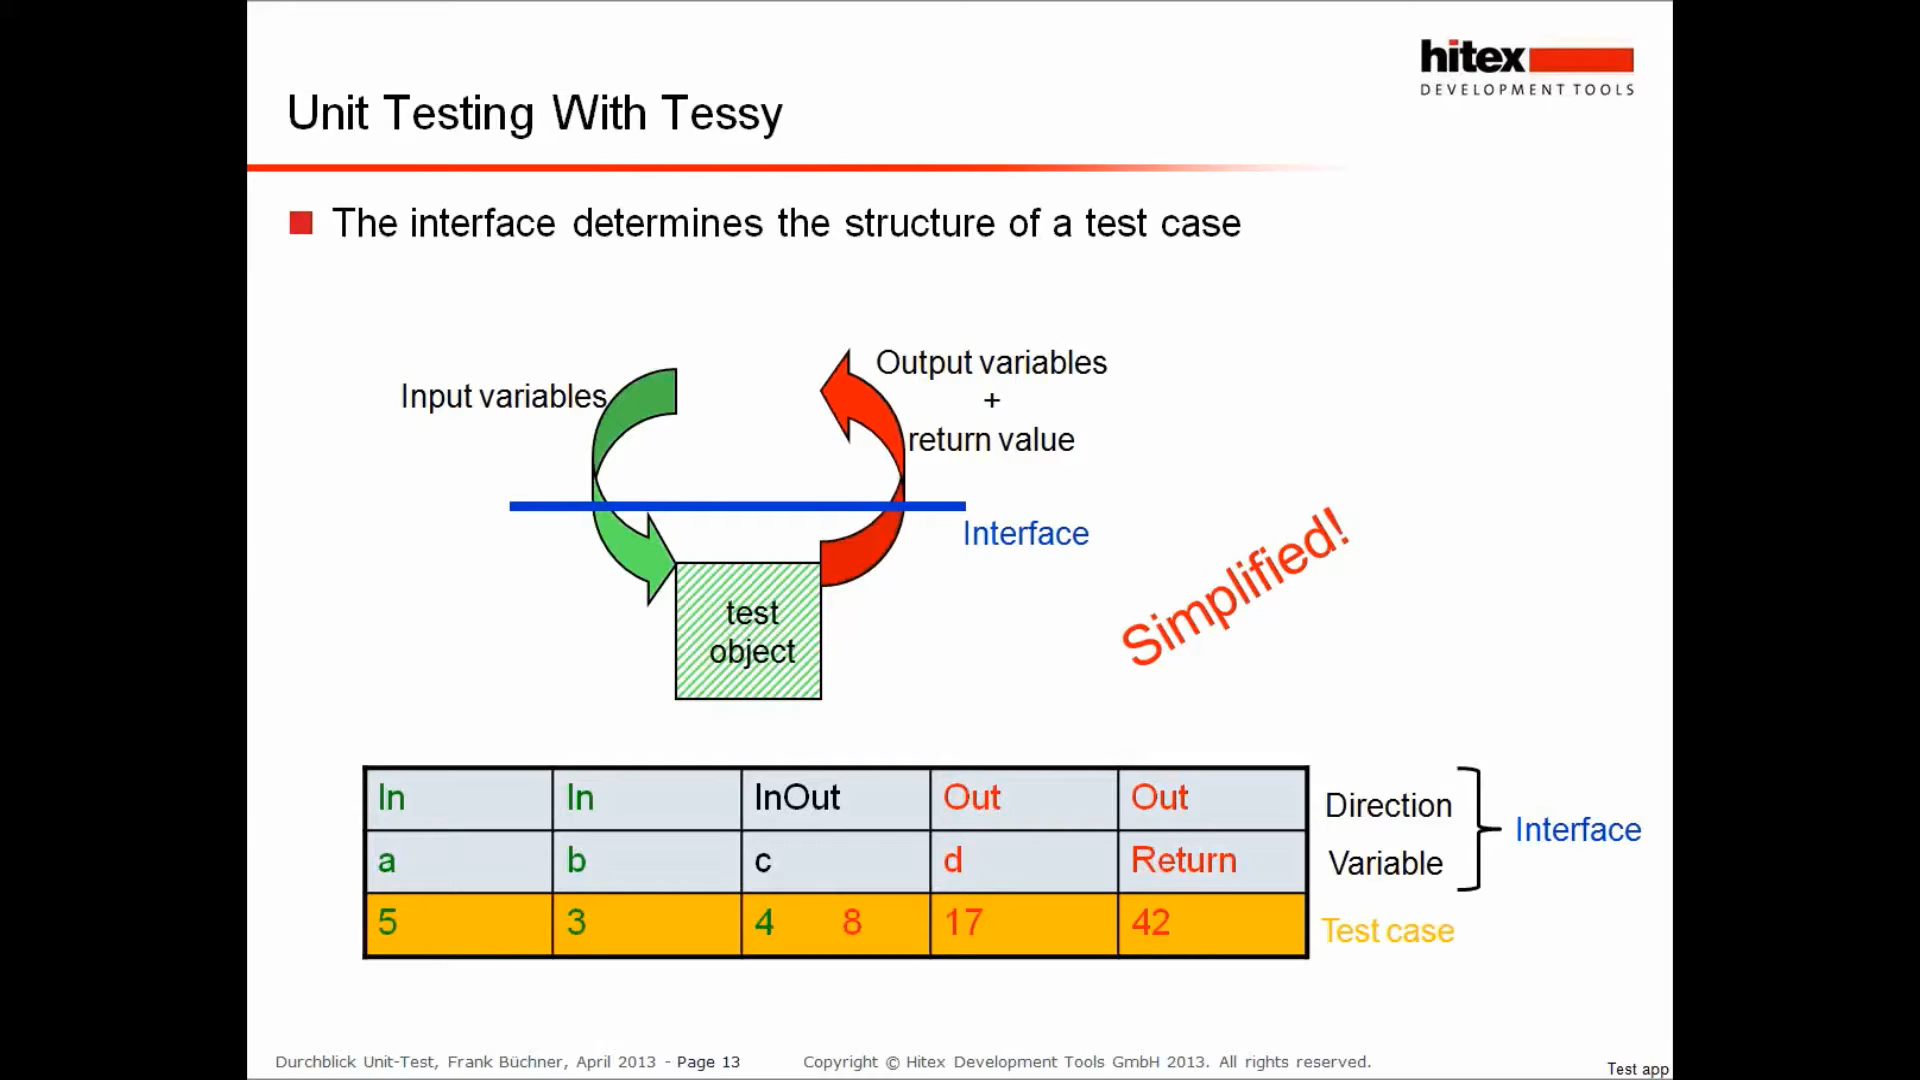 hitex
DEVELOPMENT TOOLS
Unit Testing With Tessy
The interface determines the structure of a test case
Input variables
Output variables
+
return value
Interface
Simplified!
test
object
In In InOut Out Out
Direction
a b c d Return
Variable
Interface
5 3 4 8 17 42
Test case
Durchblick Unit-Test, Frank Büchner, April 2013 - Page 13 Copyright © Hitex Development Tools GmbH 2013. All rights reserved.
Test app